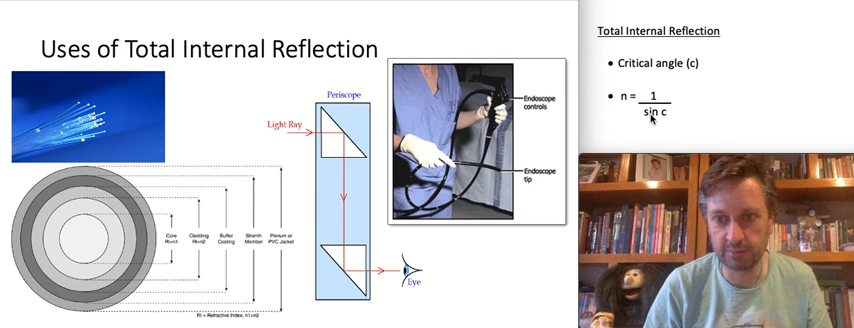 Uses of Total Internal Reflection
Periscope
Light Ray
Eye
Endoscope
controls
Endoscope
tip
Core
RI=n1
Cladding
RI=n2
Buffer
Coating
Strenth
Member
Plenum or
PVC Jacket
RI = Refractive Index, n1>n2
Total Internal Reflection
• Critical angle (c)
• n = 1
sin c